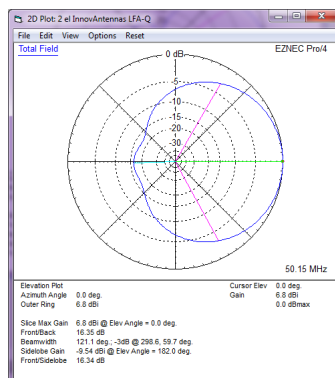 2D Plot: 2 el InnovAntennas LFA-Q
File Edit View Options Reset
Total Field
0 dB
EZNEC Pro/4
-5
-10
-15
-20
-30
50.15 MHz
Elevation Plot
Azimuth Angle 0.0 deg.
Outer Ring 6.8 dBi
Cursor Elev 0.0 deg.
Gain 6.8 dBi
0.0 dBmax
Slice Max Gain 6.8 dBi @ Elev Angle = 0.0 deg.
Front/Back 16.35 dB
Beamwidth 121.1 deg.; -3dB @ 298.6, 59.7 deg.
Sidelobe Gain -9.54 dBi @ Elev Angle = 182.0 deg.
Front/Sidelobe 16.34 dB